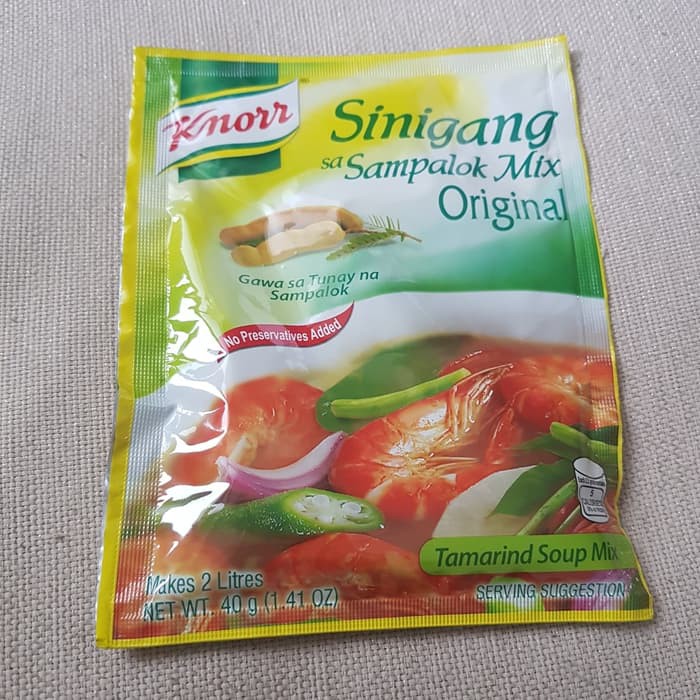 Knorr
Sinigang
sa Sampalok Mix
Original
Gawa sa Tunay na
Sampalok
No Preservatives Added
5
Tamarind Soup Mix
Makes 2 Litres
NET WT. 40 g (1.41 OZ)
SERVING SUGGESTION